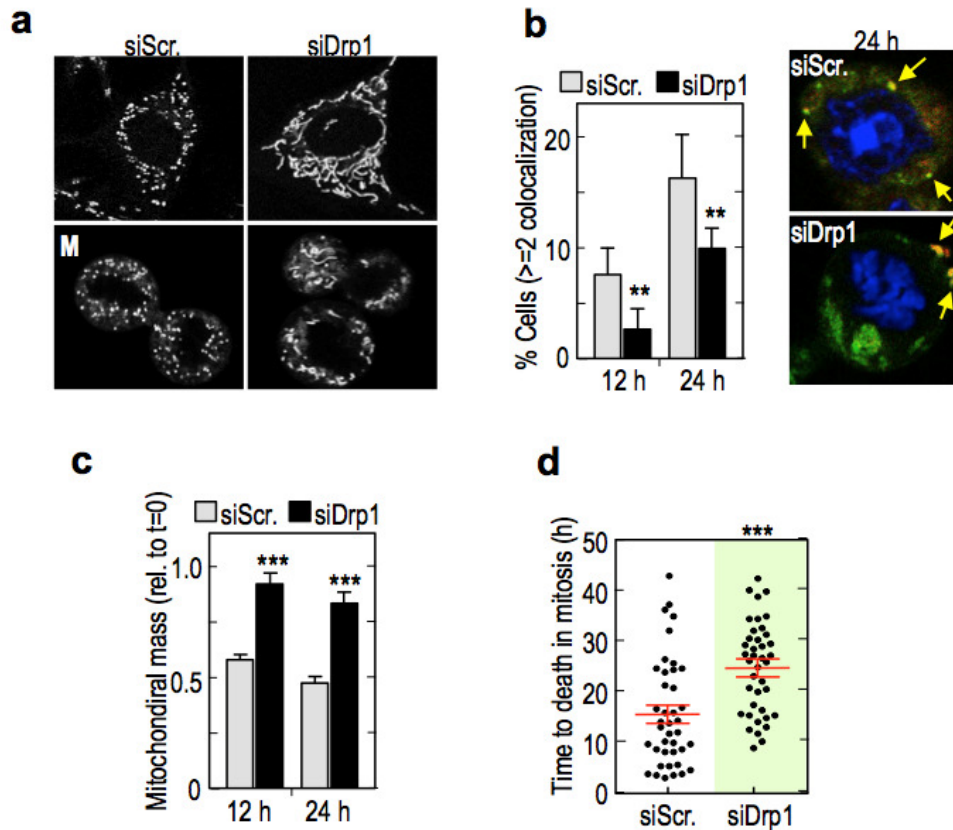 a
siScr. siDrp1
M
b
siScr. siDrp1
% Cells (>=2 colocalization)
20
10
0
** **
12 h 24 h
24 h
siScr.
siDrp1
c
siScr. siDrp1
Mitochondiral mass (rel. to t=0)
1.0
0.5
0
*** ***
12 h 24 h
d
***
Time to death in mitosis (h)
50
40
30
20
10
0
siScr. siDrp1